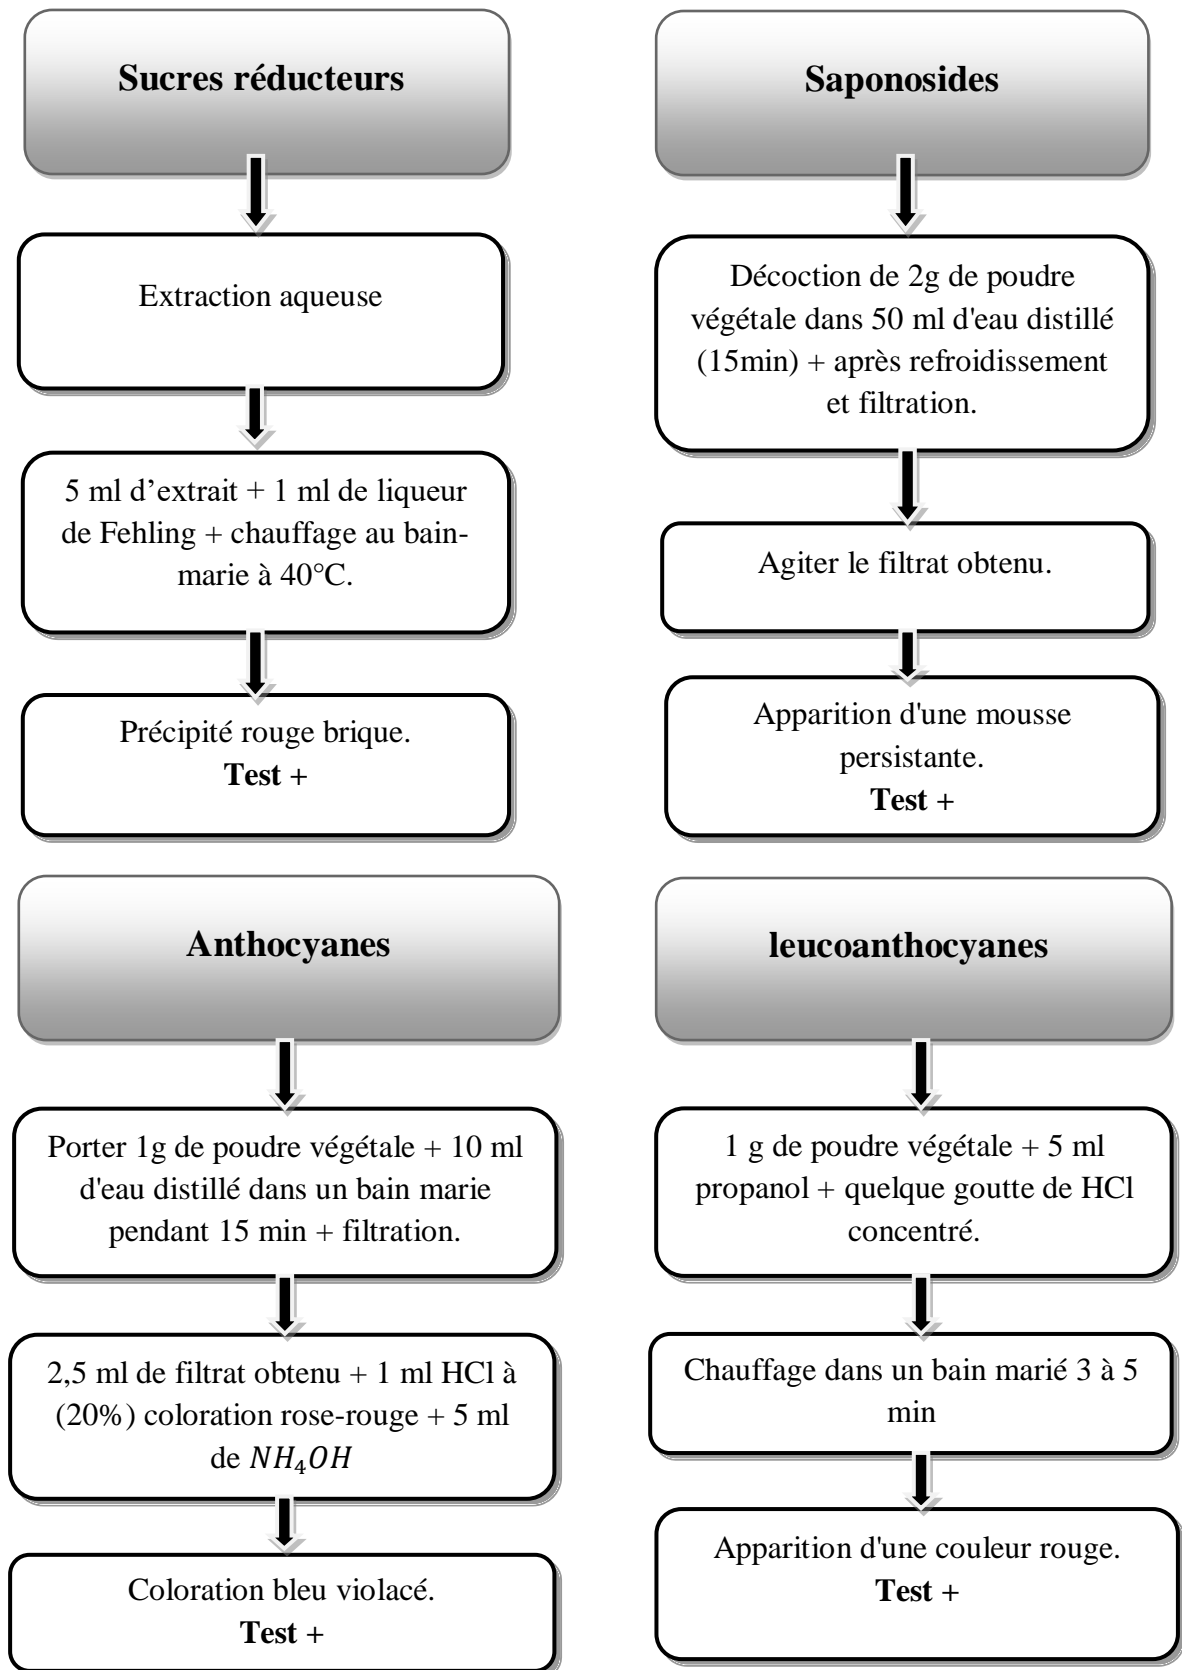 Sucres réducteurs
Extraction aqueuse
5 ml d’extrait + 1 ml de liqueur
de Fehling + chauffage au bain-
marie à 40°C.
Précipité rouge brique.
Test +
Saponosides
Décoction de 2g de poudre
végétale dans 50 ml d'eau distillé
(15min) + après refroidissement
et filtration.
Agiter le filtrat obtenu.
Apparition d'une mousse
persistante.
Test +
Anthocyanes
Porter 1g de poudre végétale + 10 ml
d'eau distillé dans un bain marie
pendant 15 min + filtration.
2,5 ml de filtrat obtenu + 1 ml HCl à
(20%) coloration rose-rouge + 5 ml
de NH₄OH
Coloration bleu violacé.
Test +
leucoanthocyanes
1 g de poudre végétale + 5 ml
propanol + quelque goutte de HCl
concentré.
Chauffage dans un bain marié 3 à 5
min
Apparition d'une couleur rouge.
Test +